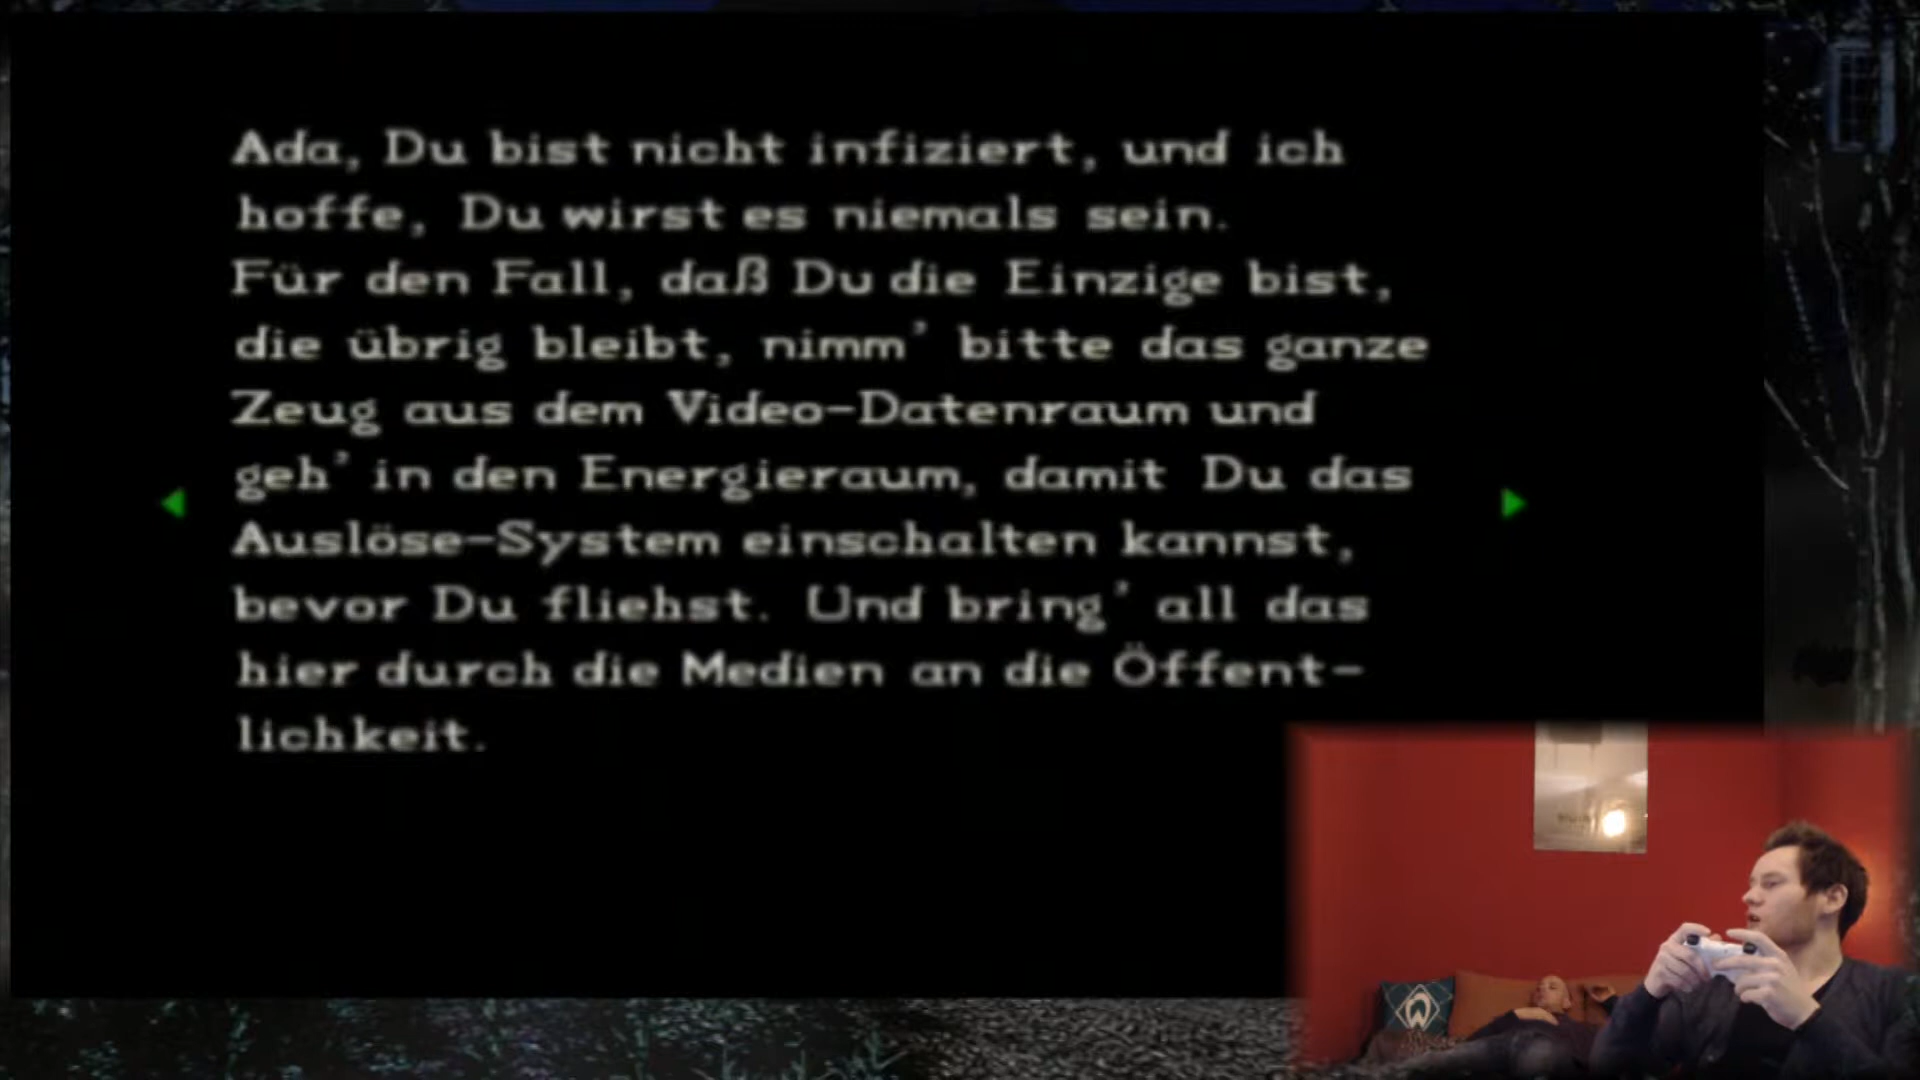 Ada, Du bist nicht infiziert, und ich
hoffe, Du wirst es niemals sein.
Für den Fall, daß Du die Einzige bist,
die übrig bleibt, nimm' bitte das ganze
Zeug aus dem Video-Datenraum und
geh' in den Energieraum, damit Du das
Auslöse-System einschalten kannst,
bevor Du fliehst. Und bring' all das
hier durch die Medien an die Öffent-
lichkeit.